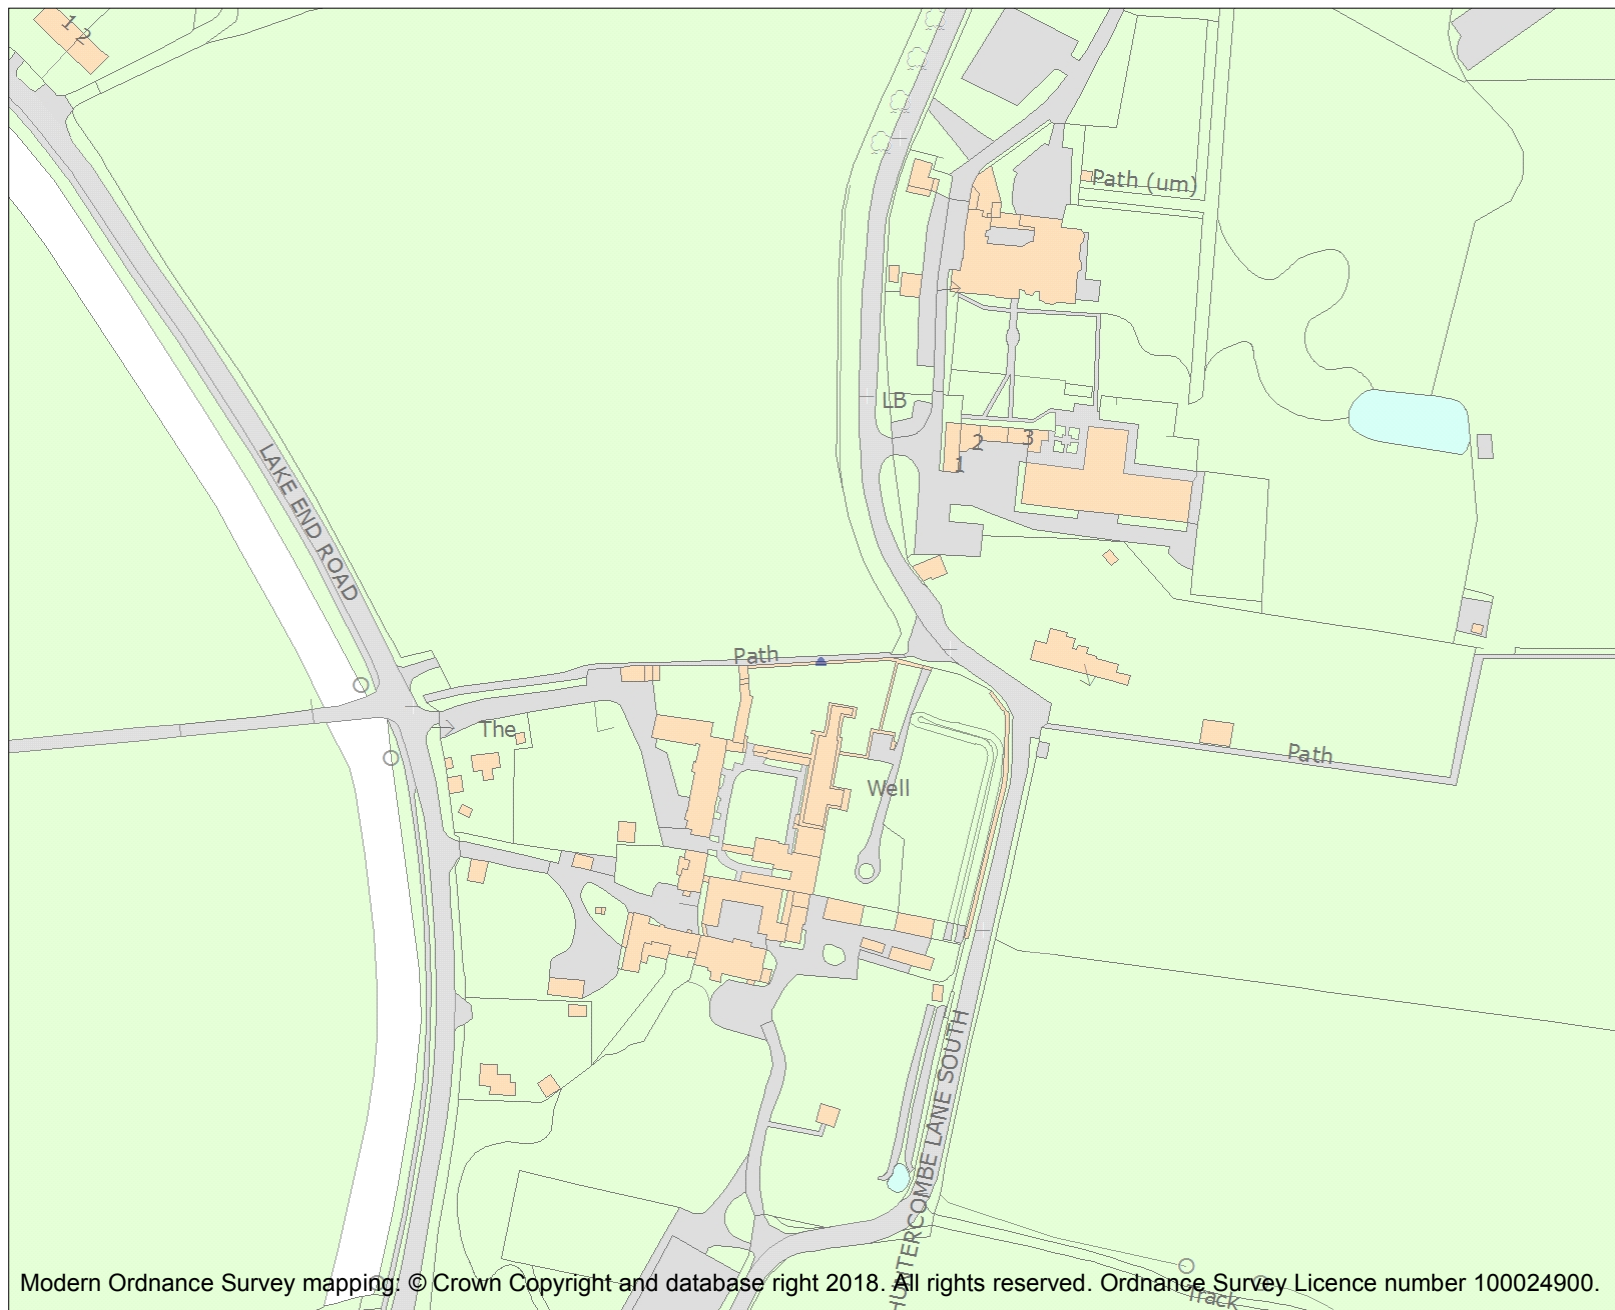 1 2
Path (um)
LB
2
3
1
LAKE END ROAD
Path
The
Path
Well
HUNTERCOMBE LANE SOUTH
Modern Ordnance Survey mapping: © Crown Copyright and database right 2018. All rights reserved. Ordnance Survey Licence number 100024900.
Track